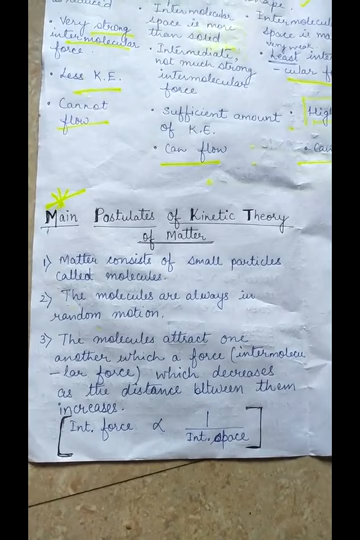 Very strong
intermolecular
force.
Less K.E.
Cannot
flow
Intermolecular
space is more
than solid
Intermediate,
not much strong
intermolecular
force
Sufficient amount
of K.E.
Can flow
Intermolecul
space is mo
very weak
Least inte
- cular f
High
Main Postulates of Kinetic Theory
of Matter
1) Matter consists of small particles
called molecules.
2) The molecules are always in
random motion.
3) The molecules attract one
another which a force (intermolecu
-lar force) which decreases
as the distance between them
increases.
[Int. force ∝ 1
Int. space]